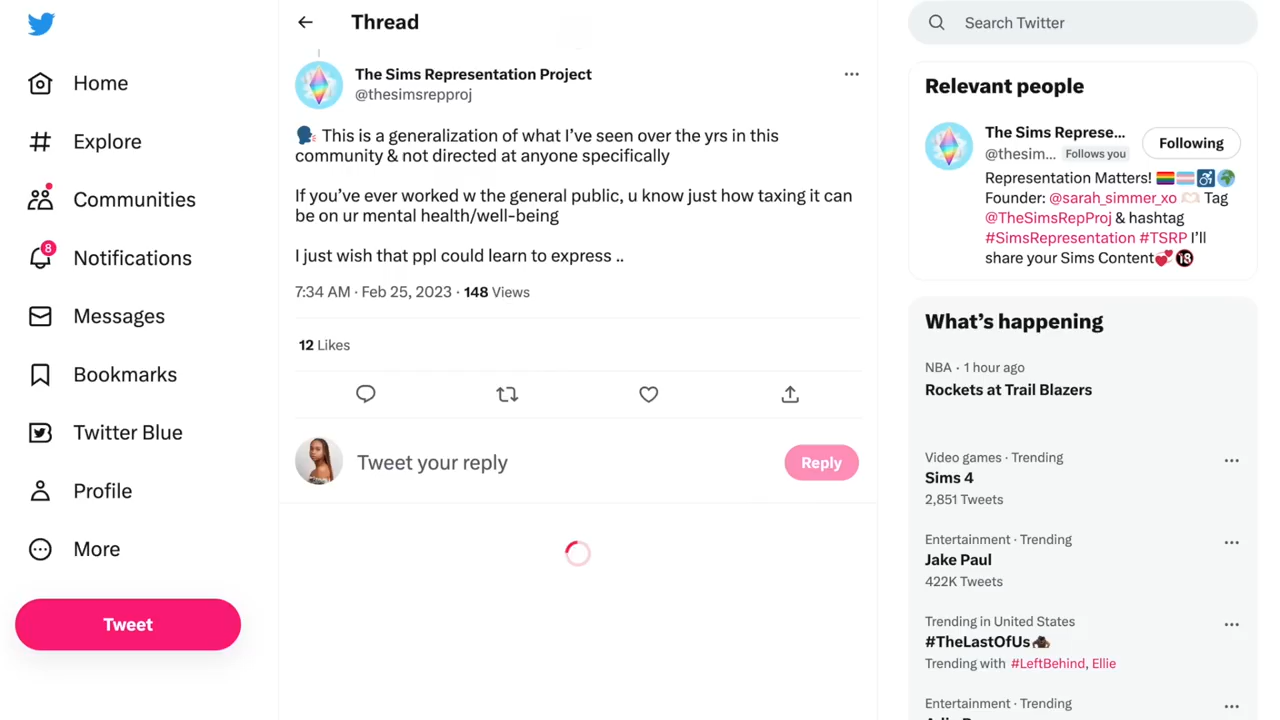 Home
Explore
Communities
8
Notifications
Messages
Bookmarks
Twitter Blue
Profile
More
Tweet
Thread
The Sims Representation Project
@thesimsrepproj
This is a generalization of what I’ve seen over the yrs in this
community & not directed at anyone specifically
If you’ve ever worked w the general public, u know just how taxing it can
be on ur mental health/well-being
I just wish that ppl could learn to express ..
7:34 AM · Feb 25, 2023 · 148 Views
12 Likes
Tweet your reply
Reply
Search Twitter
Relevant people
The Sims Represe...
@thesim... Follows you
Following
Representation Matters!
Founder: @sarah_simmer_xo Tag
@TheSimsRepProj & hashtag
#SimsRepresentation #TSRP I’ll
share your Sims Content
What’s happening
NBA · 1 hour ago
Rockets at Trail Blazers
Video games · Trending
Sims 4
2,851 Tweets
Entertainment · Trending
Jake Paul
422K Tweets
Trending in United States
#TheLastOfUs
Trending with #LeftBehind, Ellie
Entertainment · Trending